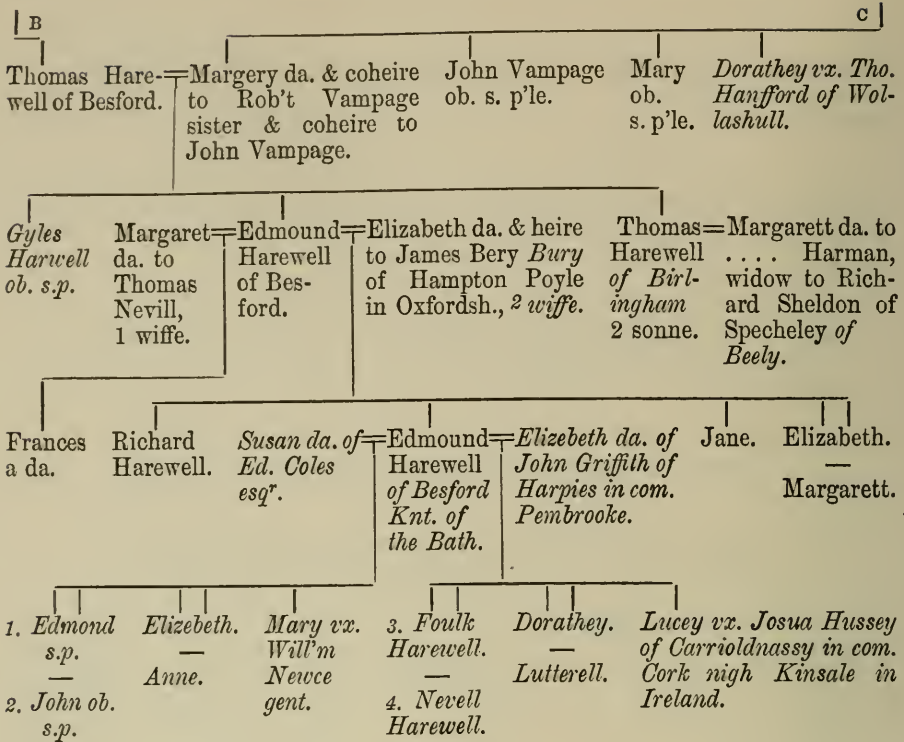 B
C
Thomas Hare-
well of Besford.
Margery da. & coheire
to Rob't Vampage
sister & coheire to
John Vampage.
John Vampage
ob. s. p'le.
Mary
ob.
s. p'le.
Dorathey vx. Tho.
Hanfford of Wol-
lashull.
Gyles
Harwell
ob. s.p.
Margaret
da. to
Thomas
Nevill,
1 wiffe.
Edmound
Harewell
of Bes-
ford.
Elizabeth da. & heire
to James Bery Bury
of Hampton Poyle
in Oxfordsh., 2 wiffe.
Thomas
Harewell
of Birl-
ingham
2 sonne.
Margarett da. to
.... Harman,
widow to Rich-
ard Sheldon of
Specheley of
Beely.
Frances
a da.
Richard
Harewell.
Susan da. of
Ed. Coles
esqr.
Edmound
Harewell
of Besford
Knt. of
the Bath.
Elizebeth da. of
John Griffith of
Harpies in com.
Pembrooke.
Jane.
Elizabeth.
—
Margarett.
1. Edmond
s.p.
—
2. John ob.
s.p.
Elizebeth.
—
Anne.
Mary vx.
Will'm
Newce
gent.
3. Foulk
Harewell.
—
4. Nevell
Harewell.
Dorathey.
—
Lutterell.
Lucey vx. Josua Hussey
of Carrioldnassy in com.
Cork nigh Kinsale in
Ireland.